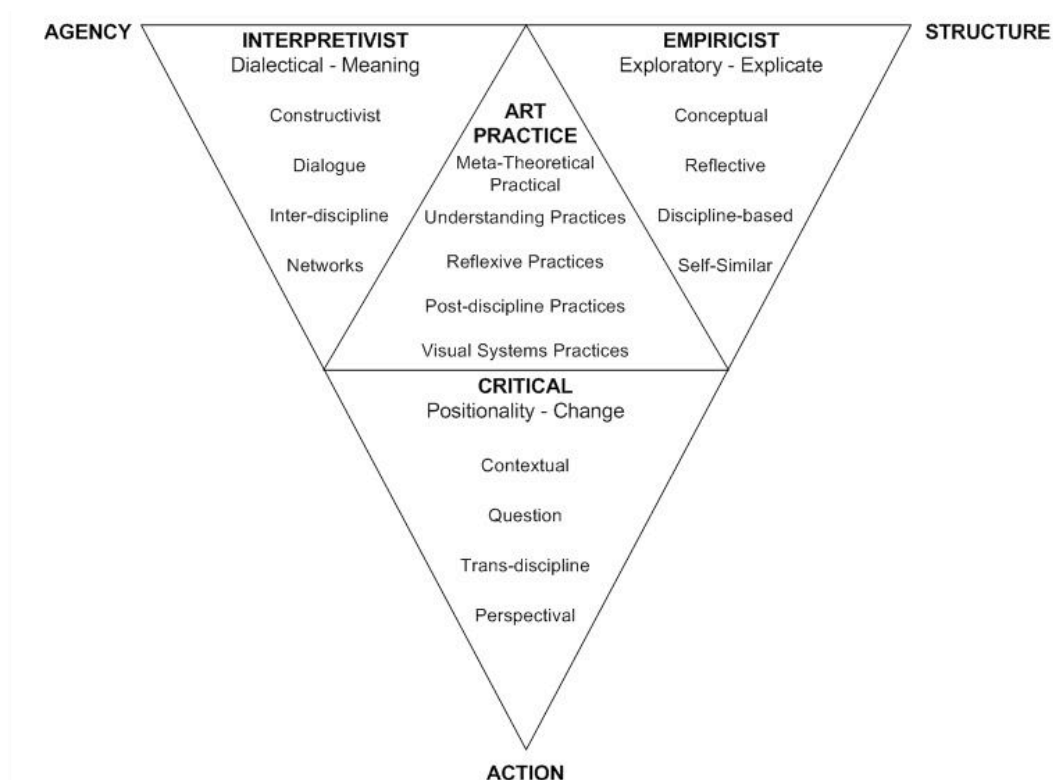 AGENCY
STRUCTURE
INTERPRETIVIST
Dialectical - Meaning
Constructivist
Dialogue
Inter-discipline
Networks
EMPIRICIST
Exploratory - Explicate
Conceptual
Reflective
Discipline-based
Self-Similar
ART
PRACTICE
Meta-Theoretical
Practical
Understanding Practices
Reflexive Practices
Post-discipline Practices
Visual Systems Practices
CRITICAL
Positionality - Change
Contextual
Question
Trans-discipline
Perspectival
ACTION